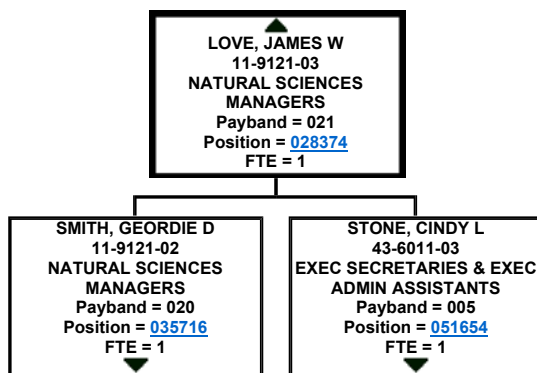 LOVE, JAMES W
11-9121-03
NATURAL SCIENCES
MANAGERS
Payband = 021
Position = 028374
FTE = 1
SMITH, GEORDIE D
11-9121-02
NATURAL SCIENCES
MANAGERS
Payband = 020
Position = 035716
FTE = 1
STONE, CINDY L
43-6011-03
EXEC SECRETARIES & EXEC
ADMIN ASSISTANTS
Payband = 005
Position = 051654
FTE = 1